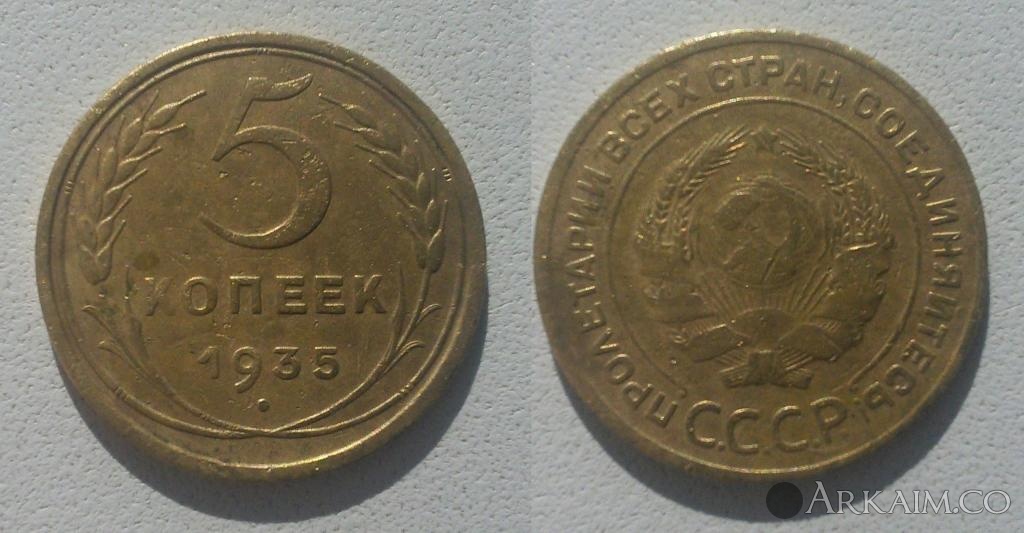 5
КОПЕЕК
1935
ПРОЛЕТАРИИ ВСЕХ СТРАН, СОЕДИНЯЙТЕСЬ!
С.С.С.Р.
ARKAIM.CO